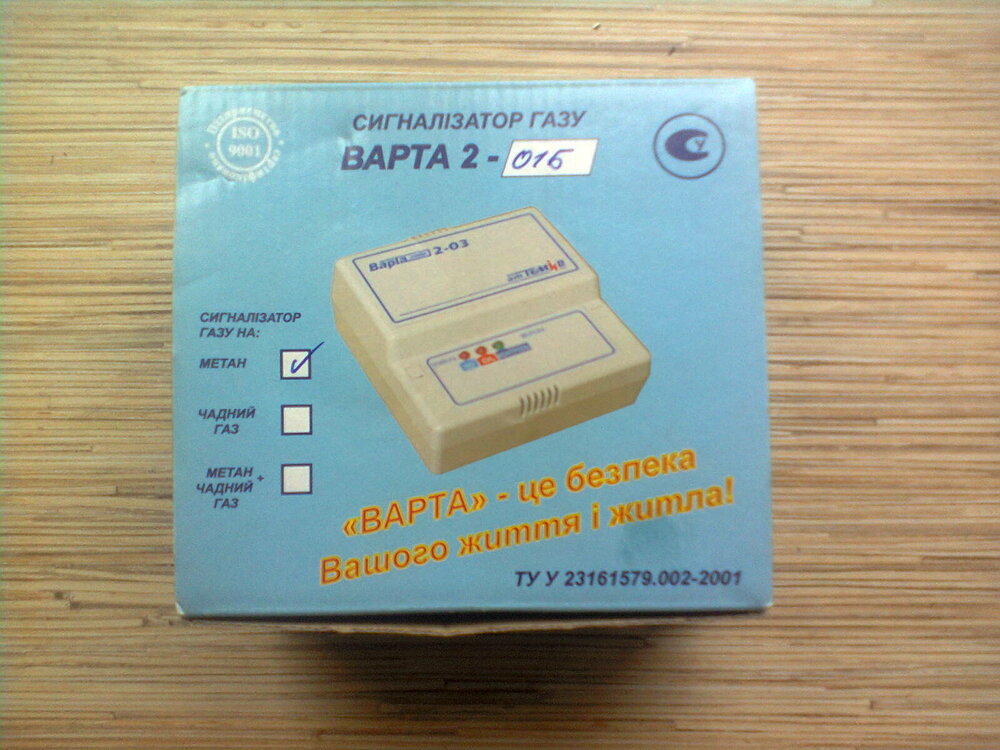 ISO
9001
СИГНАЛІЗАТОР ГАЗУ
ВАРТА 2 - 01Б
Варта 2-03
СИГНАЛІЗАТОР
ГАЗУ НА:
МЕТАН
ЧАДНИЙ
ГАЗ
МЕТАН +
ЧАДНИЙ
ГАЗ
«ВАРТА» - це безпека
Вашого життя і житла!
ТУ У 23161579.002-2001